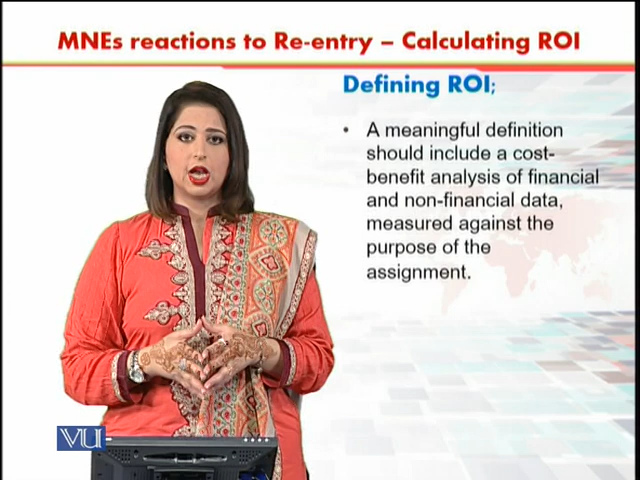 MNEs reactions to Re-entry – Calculating ROI
Defining ROI;
• A meaningful definition
should include a cost-
benefit analysis of financial
and non-financial data,
measured against the
purpose of the
assignment.
VU